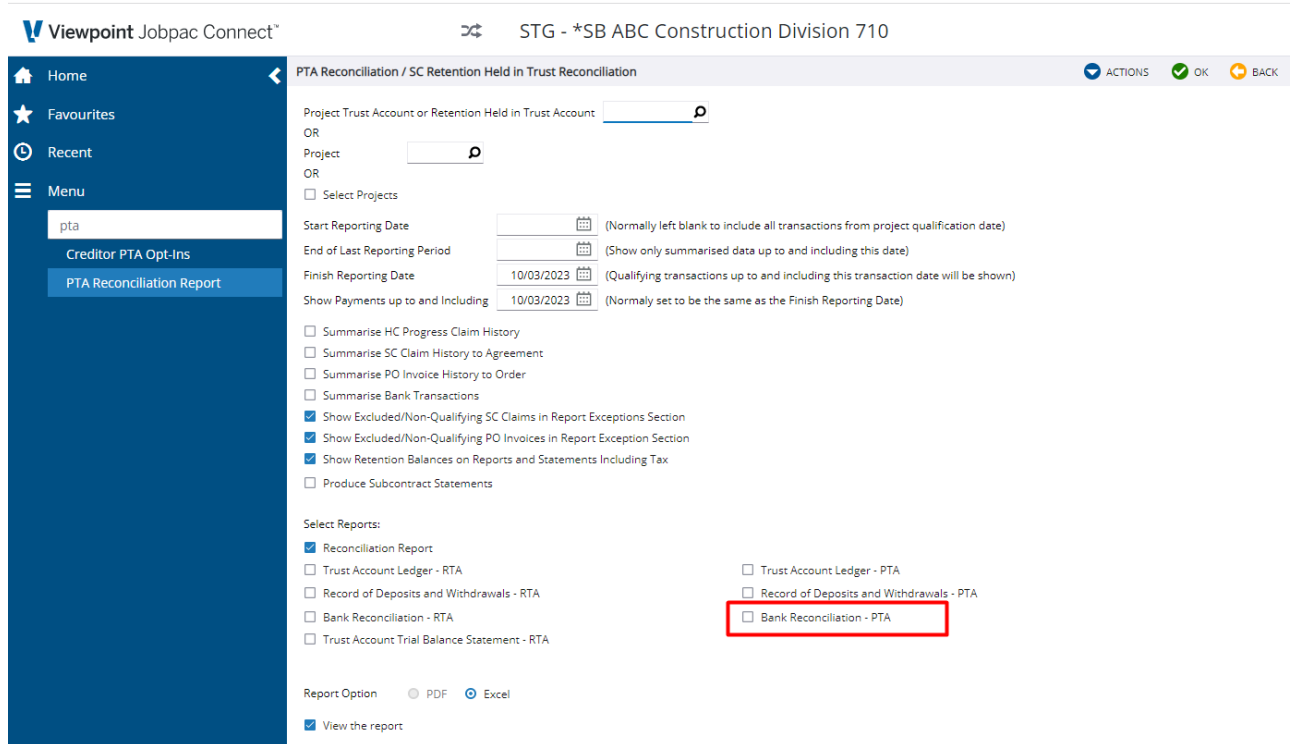 Viewpoint Jobpac Connect™
STG - *SB ABC Construction Division 710
Home
Favourites
Recent
Menu
pta
Creditor PTA Opt-Ins
PTA Reconciliation Report
PTA Reconciliation / SC Retention Held in Trust Reconciliation
ACTIONS OK BACK
Project Trust Account or Retention Held in Trust Account
OR
Project
OR
Select Projects
Start Reporting Date (Normally left blank to include all transactions from project qualification date)
End of Last Reporting Period (Show only summarised data up to and including this date)
Finish Reporting Date 10/03/2023 (Qualifying transactions up to and including this transaction date will be shown)
Show Payments up to and Including 10/03/2023 (Normaly set to be the same as the Finish Reporting Date)
Summarise HC Progress Claim History
Summarise SC Claim History to Agreement
Summarise PO Invoice History to Order
Summarise Bank Transactions
Show Excluded/Non-Qualifying SC Claims in Report Exceptions Section
Show Excluded/Non-Qualifying PO Invoices in Report Exception Section
Show Retention Balances on Reports and Statements Including Tax
Produce Subcontract Statements
Select Reports:
Reconciliation Report
Trust Account Ledger - RTA Trust Account Ledger - PTA
Record of Deposits and Withdrawals - RTA Record of Deposits and Withdrawals - PTA
Bank Reconciliation - RTA Bank Reconciliation - PTA
Trust Account Trial Balance Statement - RTA
Report Option PDF Excel
View the report